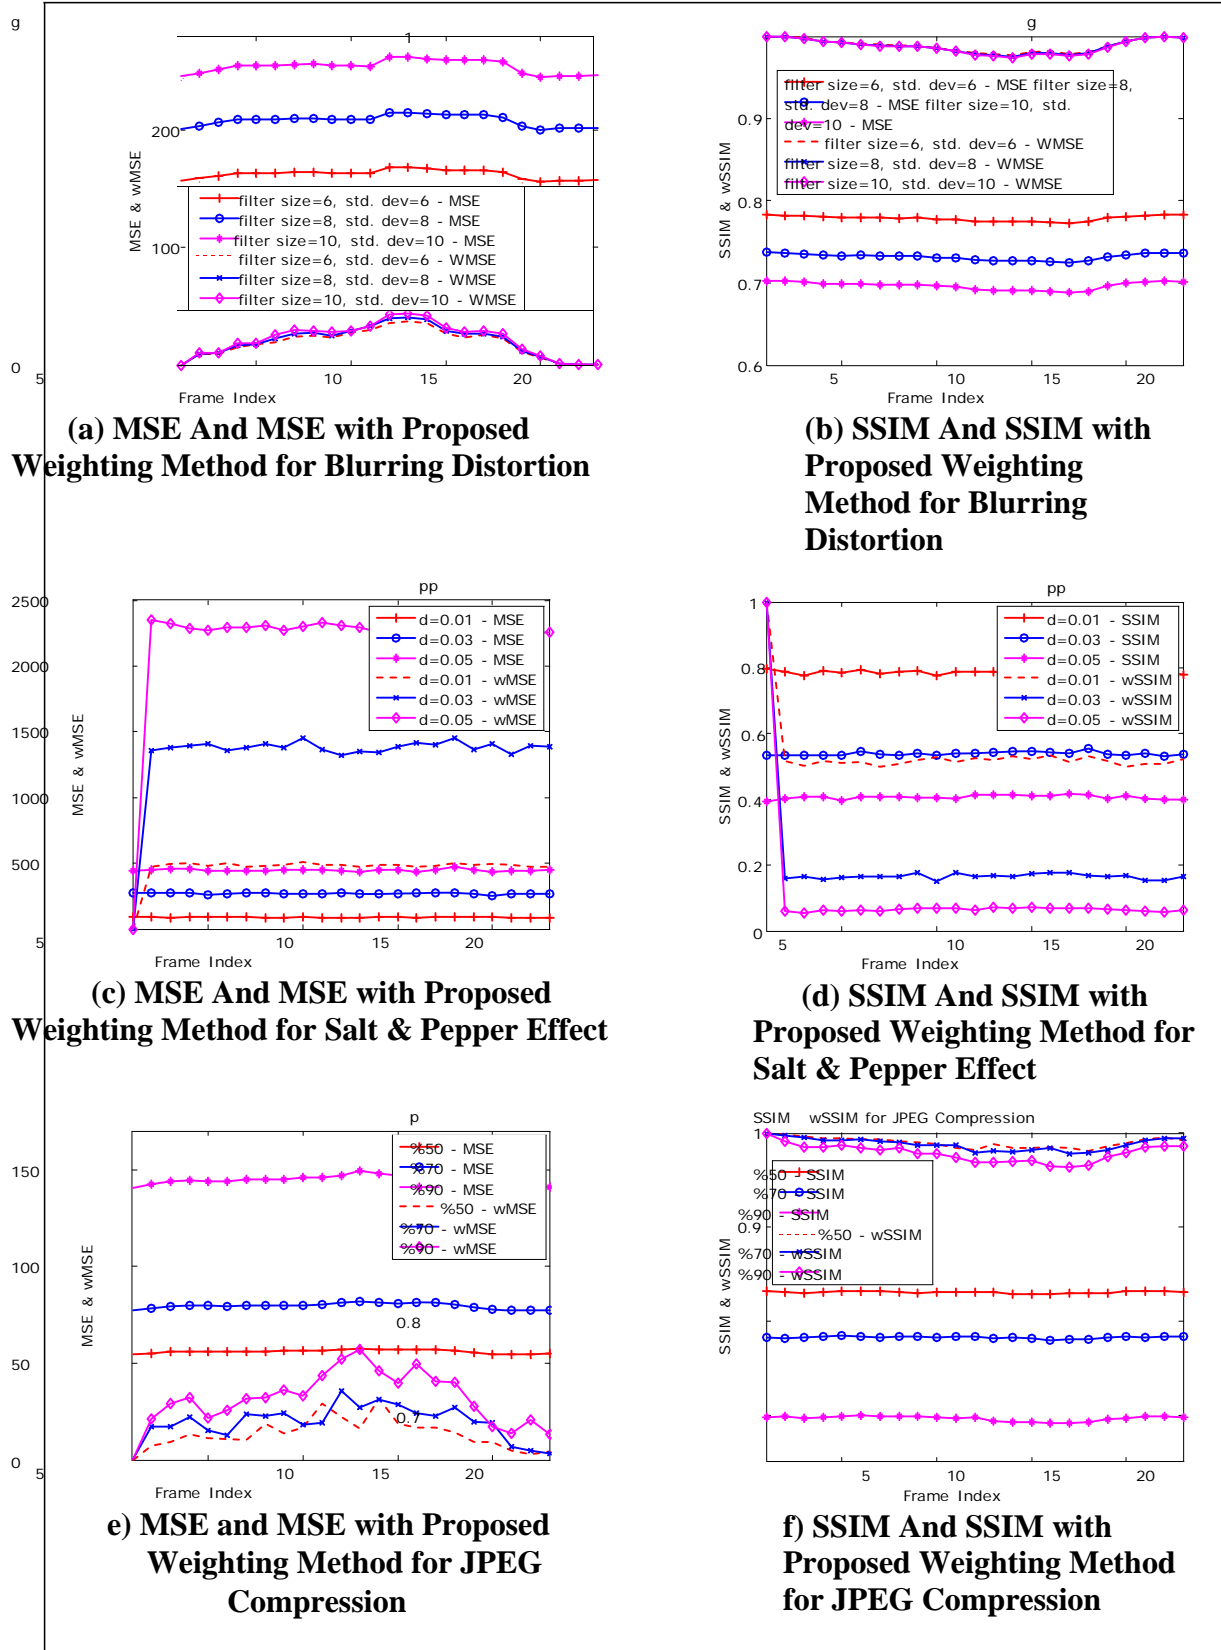 g
1
200
MSE & wMSE
filter size=6, std. dev=6 - MSE
filter size=8, std. dev=8 - MSE
filter size=10, std. dev=10 - MSE
filter size=6, std. dev=6 - WMSE
filter size=8, std. dev=8 - WMSE
filter size=10, std. dev=10 - WMSE
100
0
5 10 15 20
Frame Index
(a) MSE And MSE with Proposed
Weighting Method for Blurring Distortion
g
filter size=6, std. dev=6 - MSE filter size=8,
std. dev=8 - MSE filter size=10, std.
dev=10 - MSE
filter size=6, std. dev=6 - WMSE
filter size=8, std. dev=8 - WMSE
filter size=10, std. dev=10 - WMSE
0.9
SSIM & wSSIM
0.8
0.7
0.6
5 10 15 20
Frame Index
(b) SSIM And SSIM with
Proposed Weighting
Method for Blurring
Distortion
pp
2500
d=0.01 - MSE
d=0.03 - MSE
d=0.05 - MSE
d=0.01 - wMSE
d=0.03 - wMSE
d=0.05 - wMSE
2000
MSE & wMSE
1500
1000
500
0
5 10 15 20
Frame Index
(c) MSE And MSE with Proposed
Weighting Method for Salt & Pepper Effect
pp
1
d=0.01 - SSIM
d=0.03 - SSIM
d=0.05 - SSIM
d=0.01 - wSSIM
d=0.03 - wSSIM
d=0.05 - wSSIM
0.8
SSIM & wSSIM
0.6
0.4
0.2
0
5 10 15 20
Frame Index
(d) SSIM And SSIM with
Proposed Weighting Method for
Salt & Pepper Effect
p
%50 - MSE
%70 - MSE
%90 - MSE
%50 - wMSE
%70 - wMSE
%90 - wMSE
150
100
MSE & wMSE
0.8
50
0.7
0
5 10 15 20
Frame Index
e) MSE and MSE with Proposed
Weighting Method for JPEG
Compression
SSIM wSSIM for JPEG Compression
1
%50 - SSIM
%70 - SSIM
%90 - SSIM
0.9
%50 - wSSIM
%70 - wSSIM
%90 - wSSIM
SSIM & wSSIM
5 10 15 20
Frame Index
f) SSIM And SSIM with
Proposed Weighting Method
for JPEG Compression